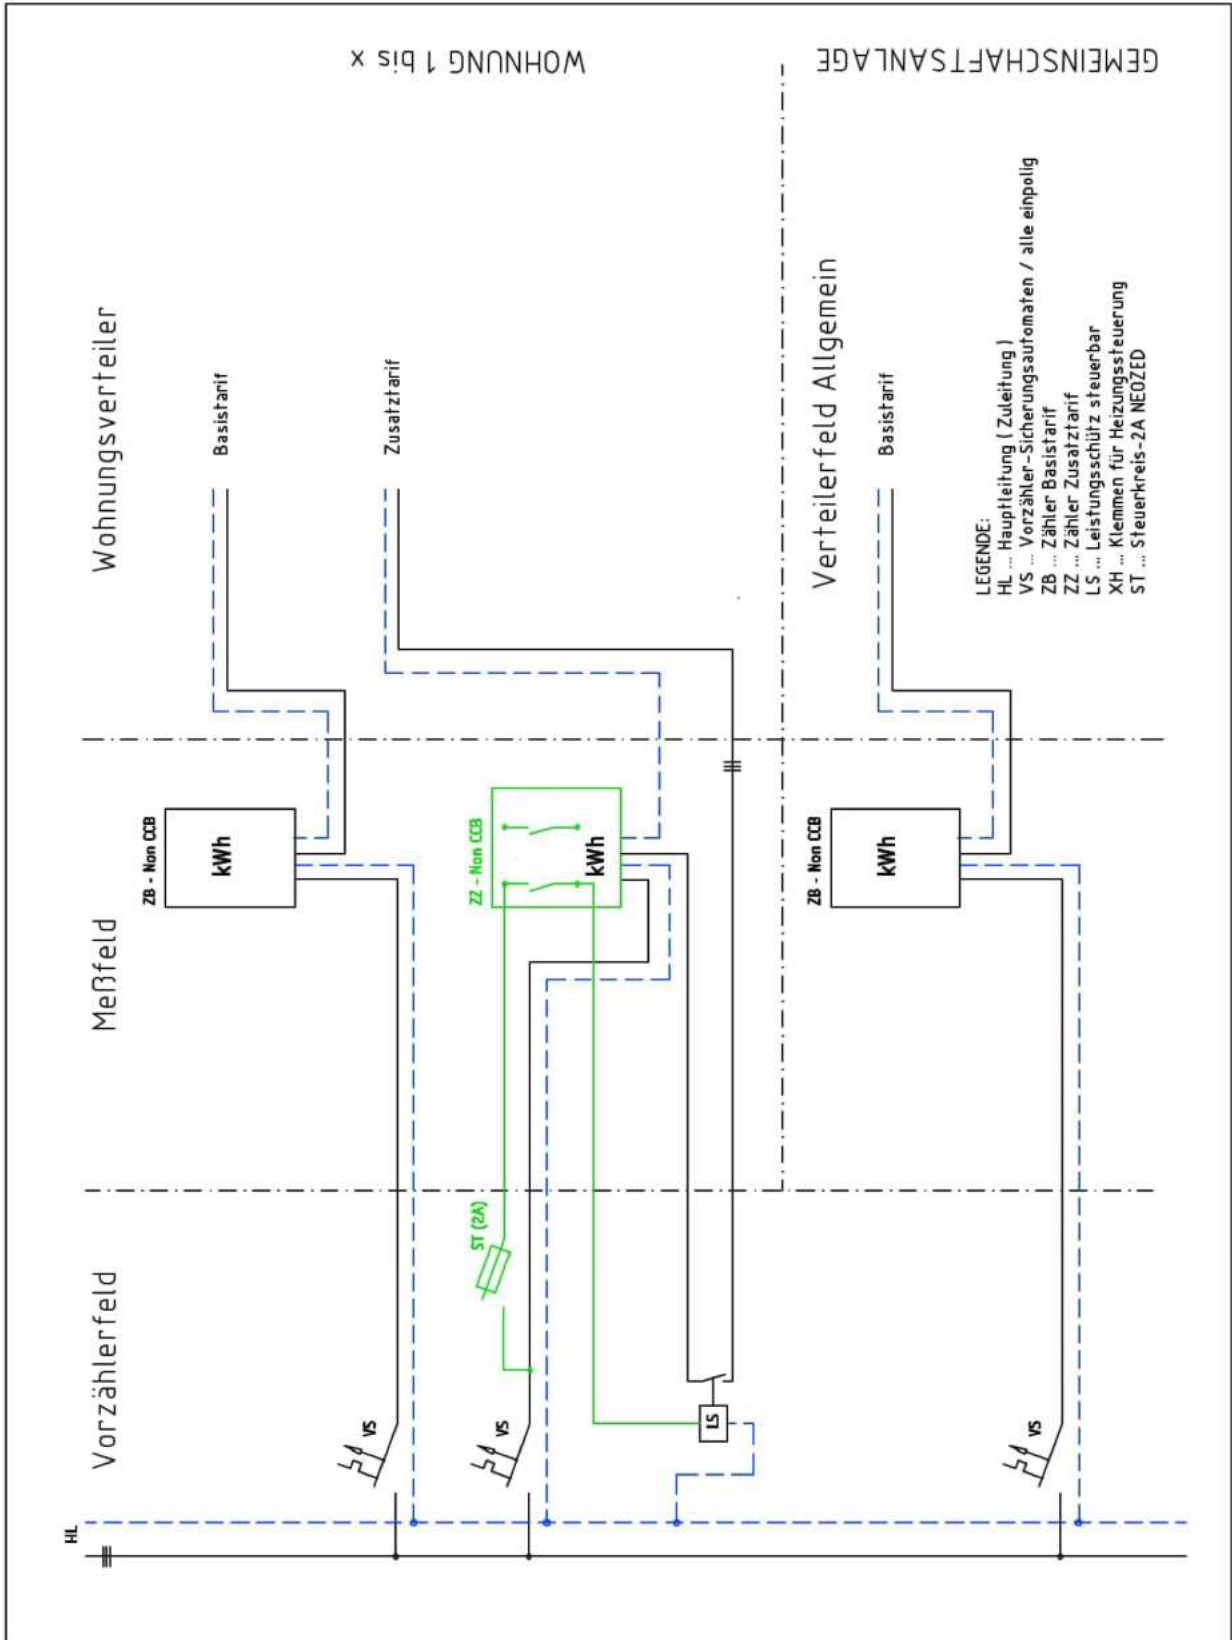 Vorzählerfeld
Meßfeld
Wohnungsverteiler
HL
VS
ZB - Non CCB
kWh
Basistarif
VS
ST (2A)
ZZ - Non CCB
kWh
Zusatztarif
LS
WOHNUNG 1 bis x
Verteilerfeld Allgemein
VS
ZB - Non CCB
kWh
Basistarif
GEMEINSCHAFTSANLAGE
LEGENDE:
HL ... Hauptleitung ( Zuleitung )
VS ... Vorzähler-Sicherungsautomaten / alle einpolig
ZB ... Zähler Basistarif
ZZ ... Zähler Zusatztarif
LS ... Leistungsschütz steuerbar
XH ... Klemmen für Heizungssteuerung
ST ... Steuerkreis-2A NEOZED